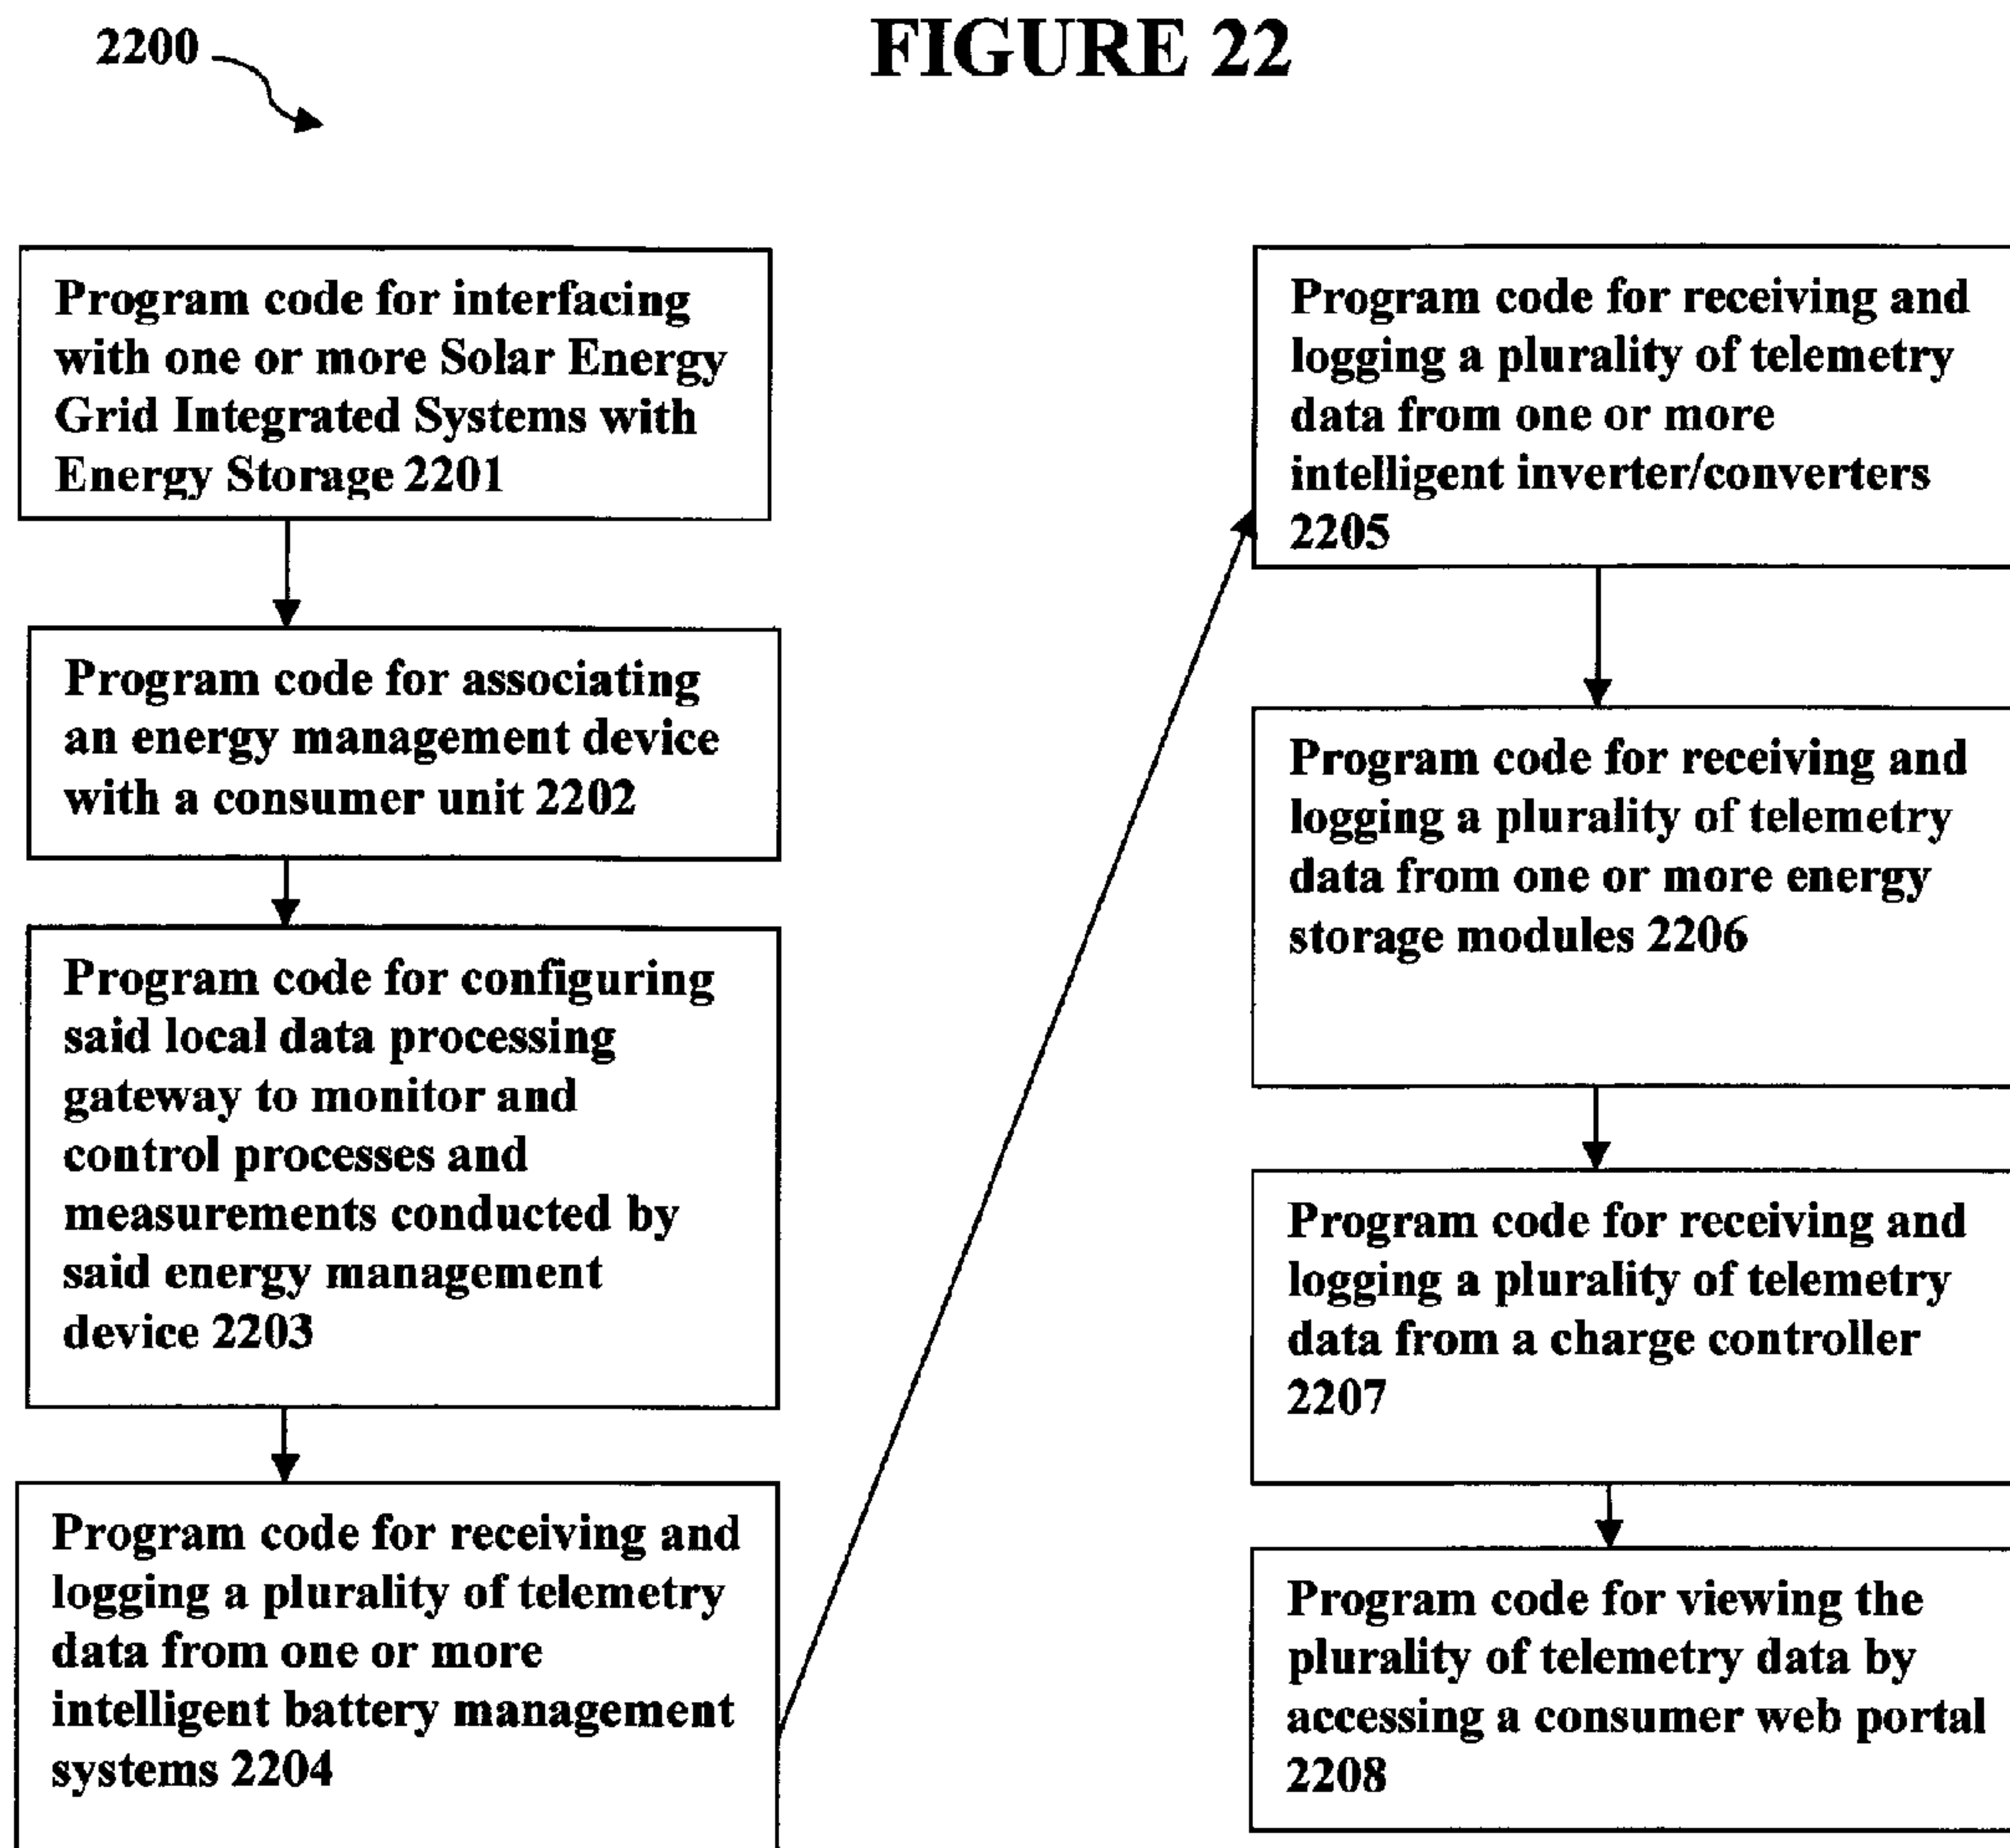 FIGURE 22
2200
Program code for interfacing
with one or more Solar Energy
Grid Integrated Systems with
Energy Storage 2201
Program code for associating
an energy management device
with a consumer unit 2202
Program code for configuring
said local data processing
gateway to monitor and
control processes and
measurements conducted by
said energy management
device 2203
Program code for receiving and
logging a plurality of telemetry
data from one or more
intelligent battery management
systems 2204
Program code for receiving and
logging a plurality of telemetry
data from one or more
intelligent inverter/converters
2205
Program code for receiving and
logging a plurality of telemetry
data from one or more energy
storage modules 2206
Program code for receiving and
logging a plurality of telemetry
data from a charge controller
2207
Program code for viewing the
plurality of telemetry data by
accessing a consumer web portal
2208